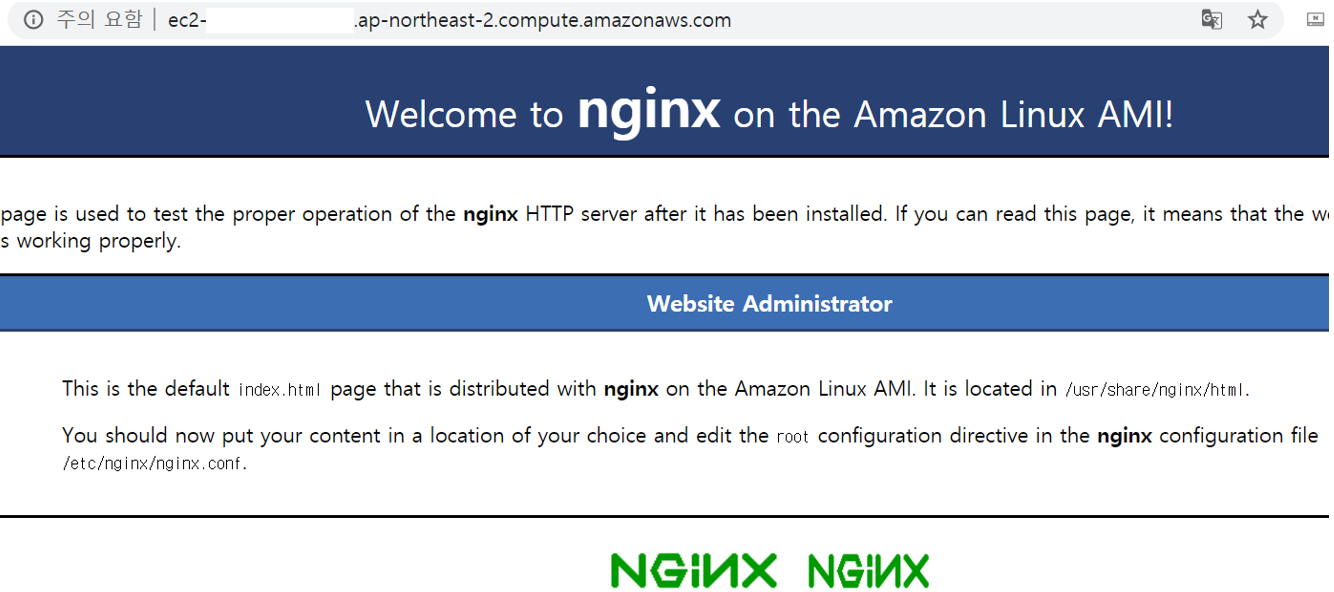 주의 요함 | ec2- .ap-northeast-2.compute.amazonaws.com
Welcome to nginx on the Amazon Linux AMI!
page is used to test the proper operation of the nginx HTTP server after it has been installed. If you can read this page, it means that the w
s working properly.
Website Administrator
This is the default index.html page that is distributed with nginx on the Amazon Linux AMI. It is located in /usr/share/nginx/html.
You should now put your content in a location of your choice and edit the root configuration directive in the nginx configuration file
/etc/nginx/nginx.conf.
NGiNX NGiNX